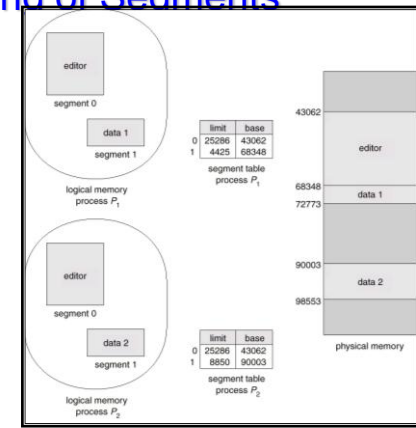 of Segments
editor
segment 0
data 1
segment 1
logical memory
process P1
limit base
0 25286 43062
1 4425 68348
segment table
process P1
editor
segment 0
data 2
segment 1
logical memory
process P2
limit base
0 25286 43062
1 8850 90003
segment table
process P2
43062
editor
68348
data 1
72773
90003
data 2
98553
physical memory